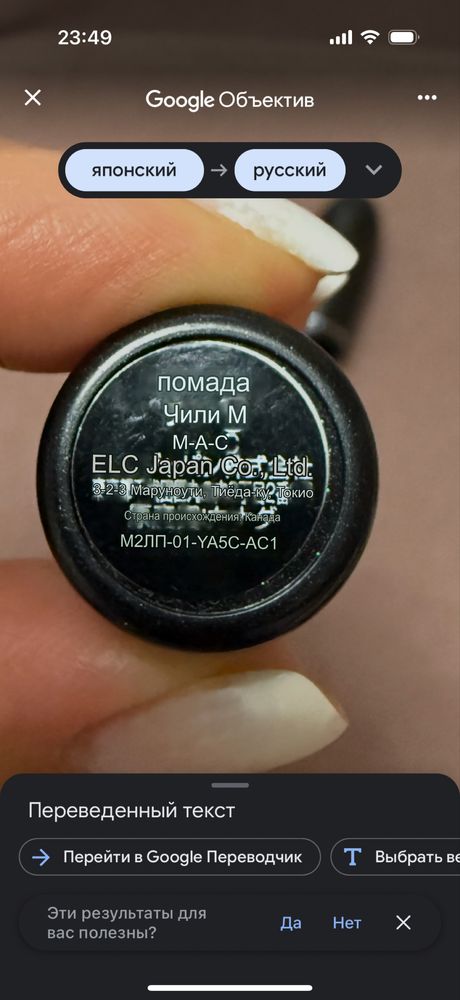 23:49
Google Объектив
японский → русский
помада
Чили М
M-A-C
ELC Japan Co., Ltd.
3-2-3 Маруноути, Тиёда-ку, Токио
Страна происхождения: Канада
М2ЛП-01-YA5C-AC1
Переведенный текст
Перейти в Google Переводчик
Выбрать ве
Эти результаты для
вас полезны?
Да
Нет